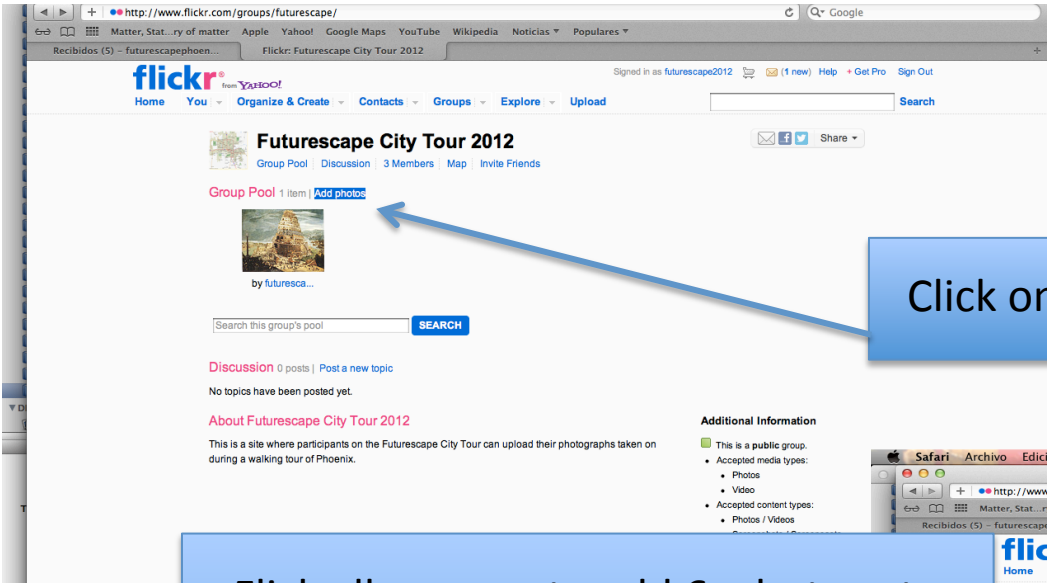 http://www.flickr.com/groups/futurescape/
Google
Matter, Stat...ry of matter Apple Yahoo! Google Maps YouTube Wikipedia Noticias Populares
Recibidos (5) – futurescapephoen... Flickr: Futurescape City Tour 2012
flickr from YAHOO!
Signed in as futurescape2012 (1 new) Help + Get Pro Sign Out
Home You Organize & Create Contacts Groups Explore Upload Search
Futurescape City Tour 2012
Share
Group Pool Discussion 3 Members Map Invite Friends
Group Pool 1 item | Add photos
by futuresca...
Click
Search this group's pool SEARCH
Discussion 0 posts | Post a new topic
No topics have been posted yet.
About Futurescape City Tour 2012
This is a site where participants on the Futurescape City Tour can upload their photographs taken on
during a walking tour of Phoenix.
Additional Information
This is a public group.
• Accepted media types:
• Photos
• Video
• Accepted content types:
• Photos / Videos
Safari Archivo Edici
http://www
Matter, Stat...r
Recibidos (5) – futurescape
flic
Home